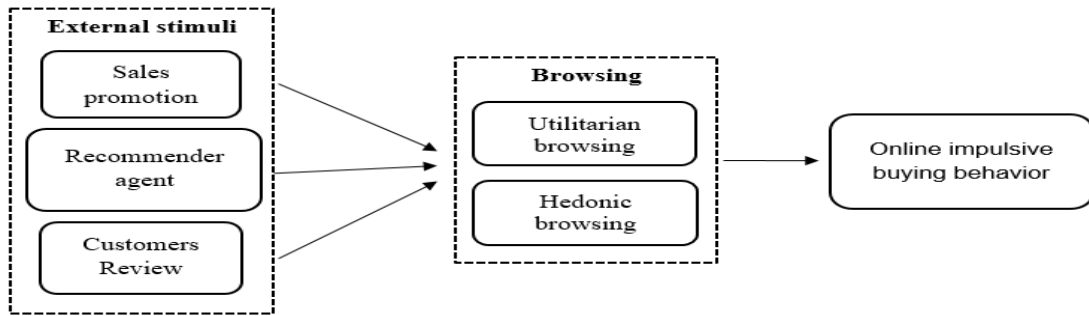 External stimuli
Sales
promotion
Recommender
agent
Customers
Review
Browsing
Utilitarian
browsing
Hedonic
browsing
Online impulsive
buying behavior